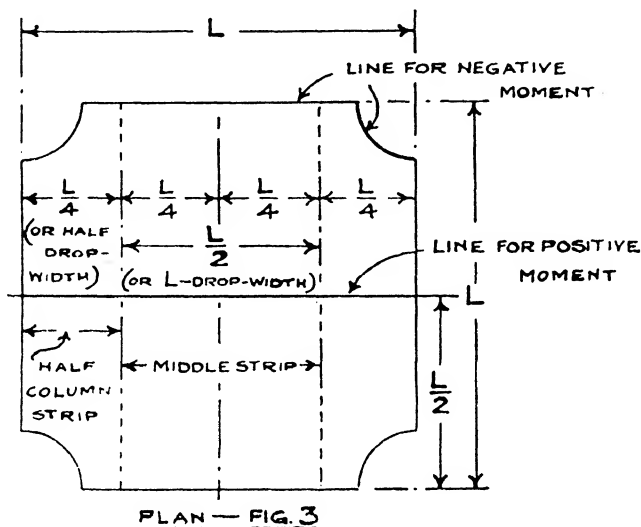 L
LINE FOR NEGATIVE
MOMENT
L/4 L/4 L/4 L/4
(OR HALF
DROP-
WIDTH)
L/2
(OR L-DROP-WIDTH)
LINE FOR POSITIVE
MOMENT
L
HALF
COLUMN
STRIP
MIDDLE STRIP
L/2
PLAN — FIG. 3